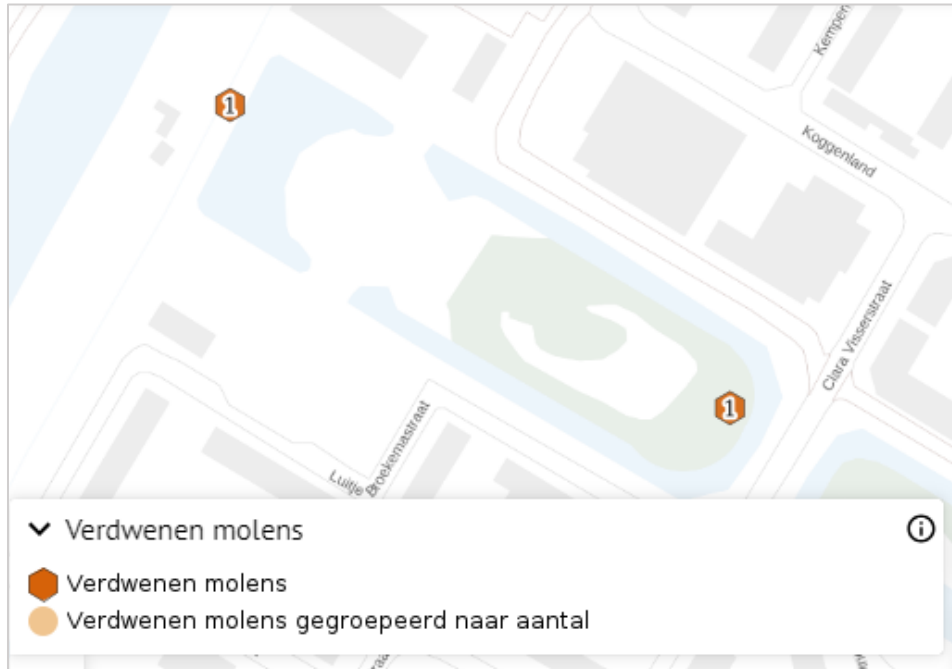 Kempen
1
Koggenland
Clara Visserstraat
1
Luitje
Broekemastraat
Verdwenen molens
Verdwenen molens
Verdwenen molens gegroepeerd naar aantal